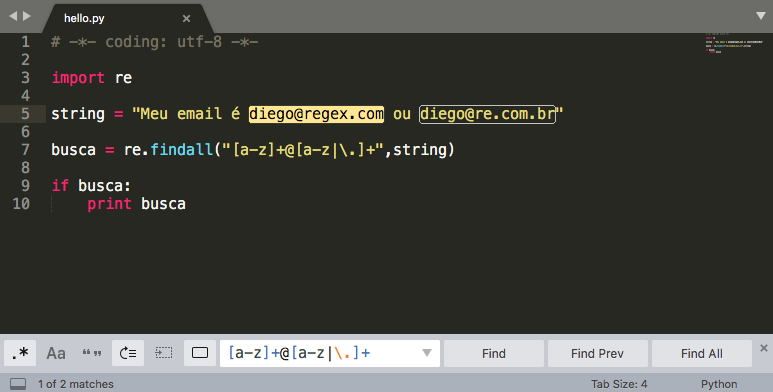 hello.py
1 # -*- coding: utf-8 -*-
2
3 import re
4
5 string = "Meu email é diego@regex.com ou diego@re.com.br"
6
7 busca = re.findall("[a-z]+@[a-z|\.]+",string)
8
9 if busca:
10 print busca
.* Aa “” [a-z]+@[a-z|\.]+ Find Find Prev Find All
1 of 2 matches Tab Size: 4 Python